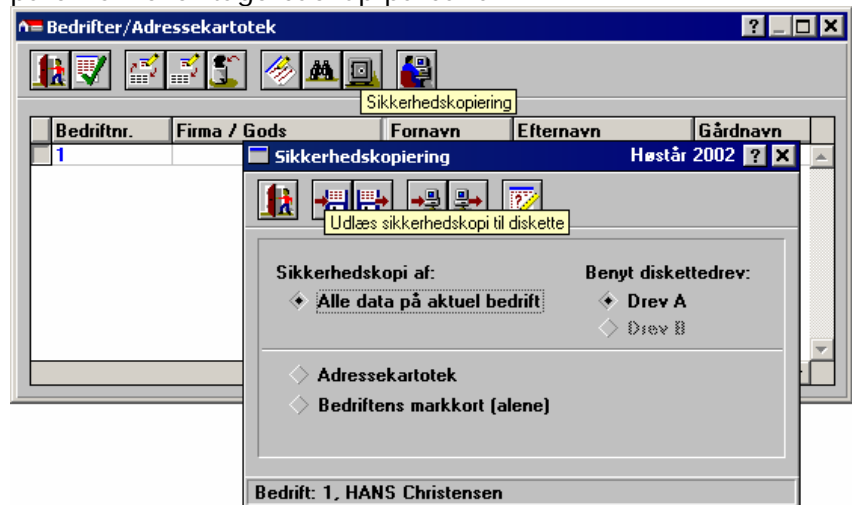 Bedrifter/Adressekartotek
Sikkerhedskopiering
Bedriftnr. Firma / Gods Fornavn Efternavn Gårdnavn
1
Sikkerhedskopiering Høstår 2002
Udlæs sikkerhedskopi til diskette
Sikkerhedskopi af: Benyt diskettedrev:
Alle data på aktuel bedrift Drev A
Drev B
Adressekartotek
Bedriftens markkort (alene)
Bedrift: 1, HANS Christensen